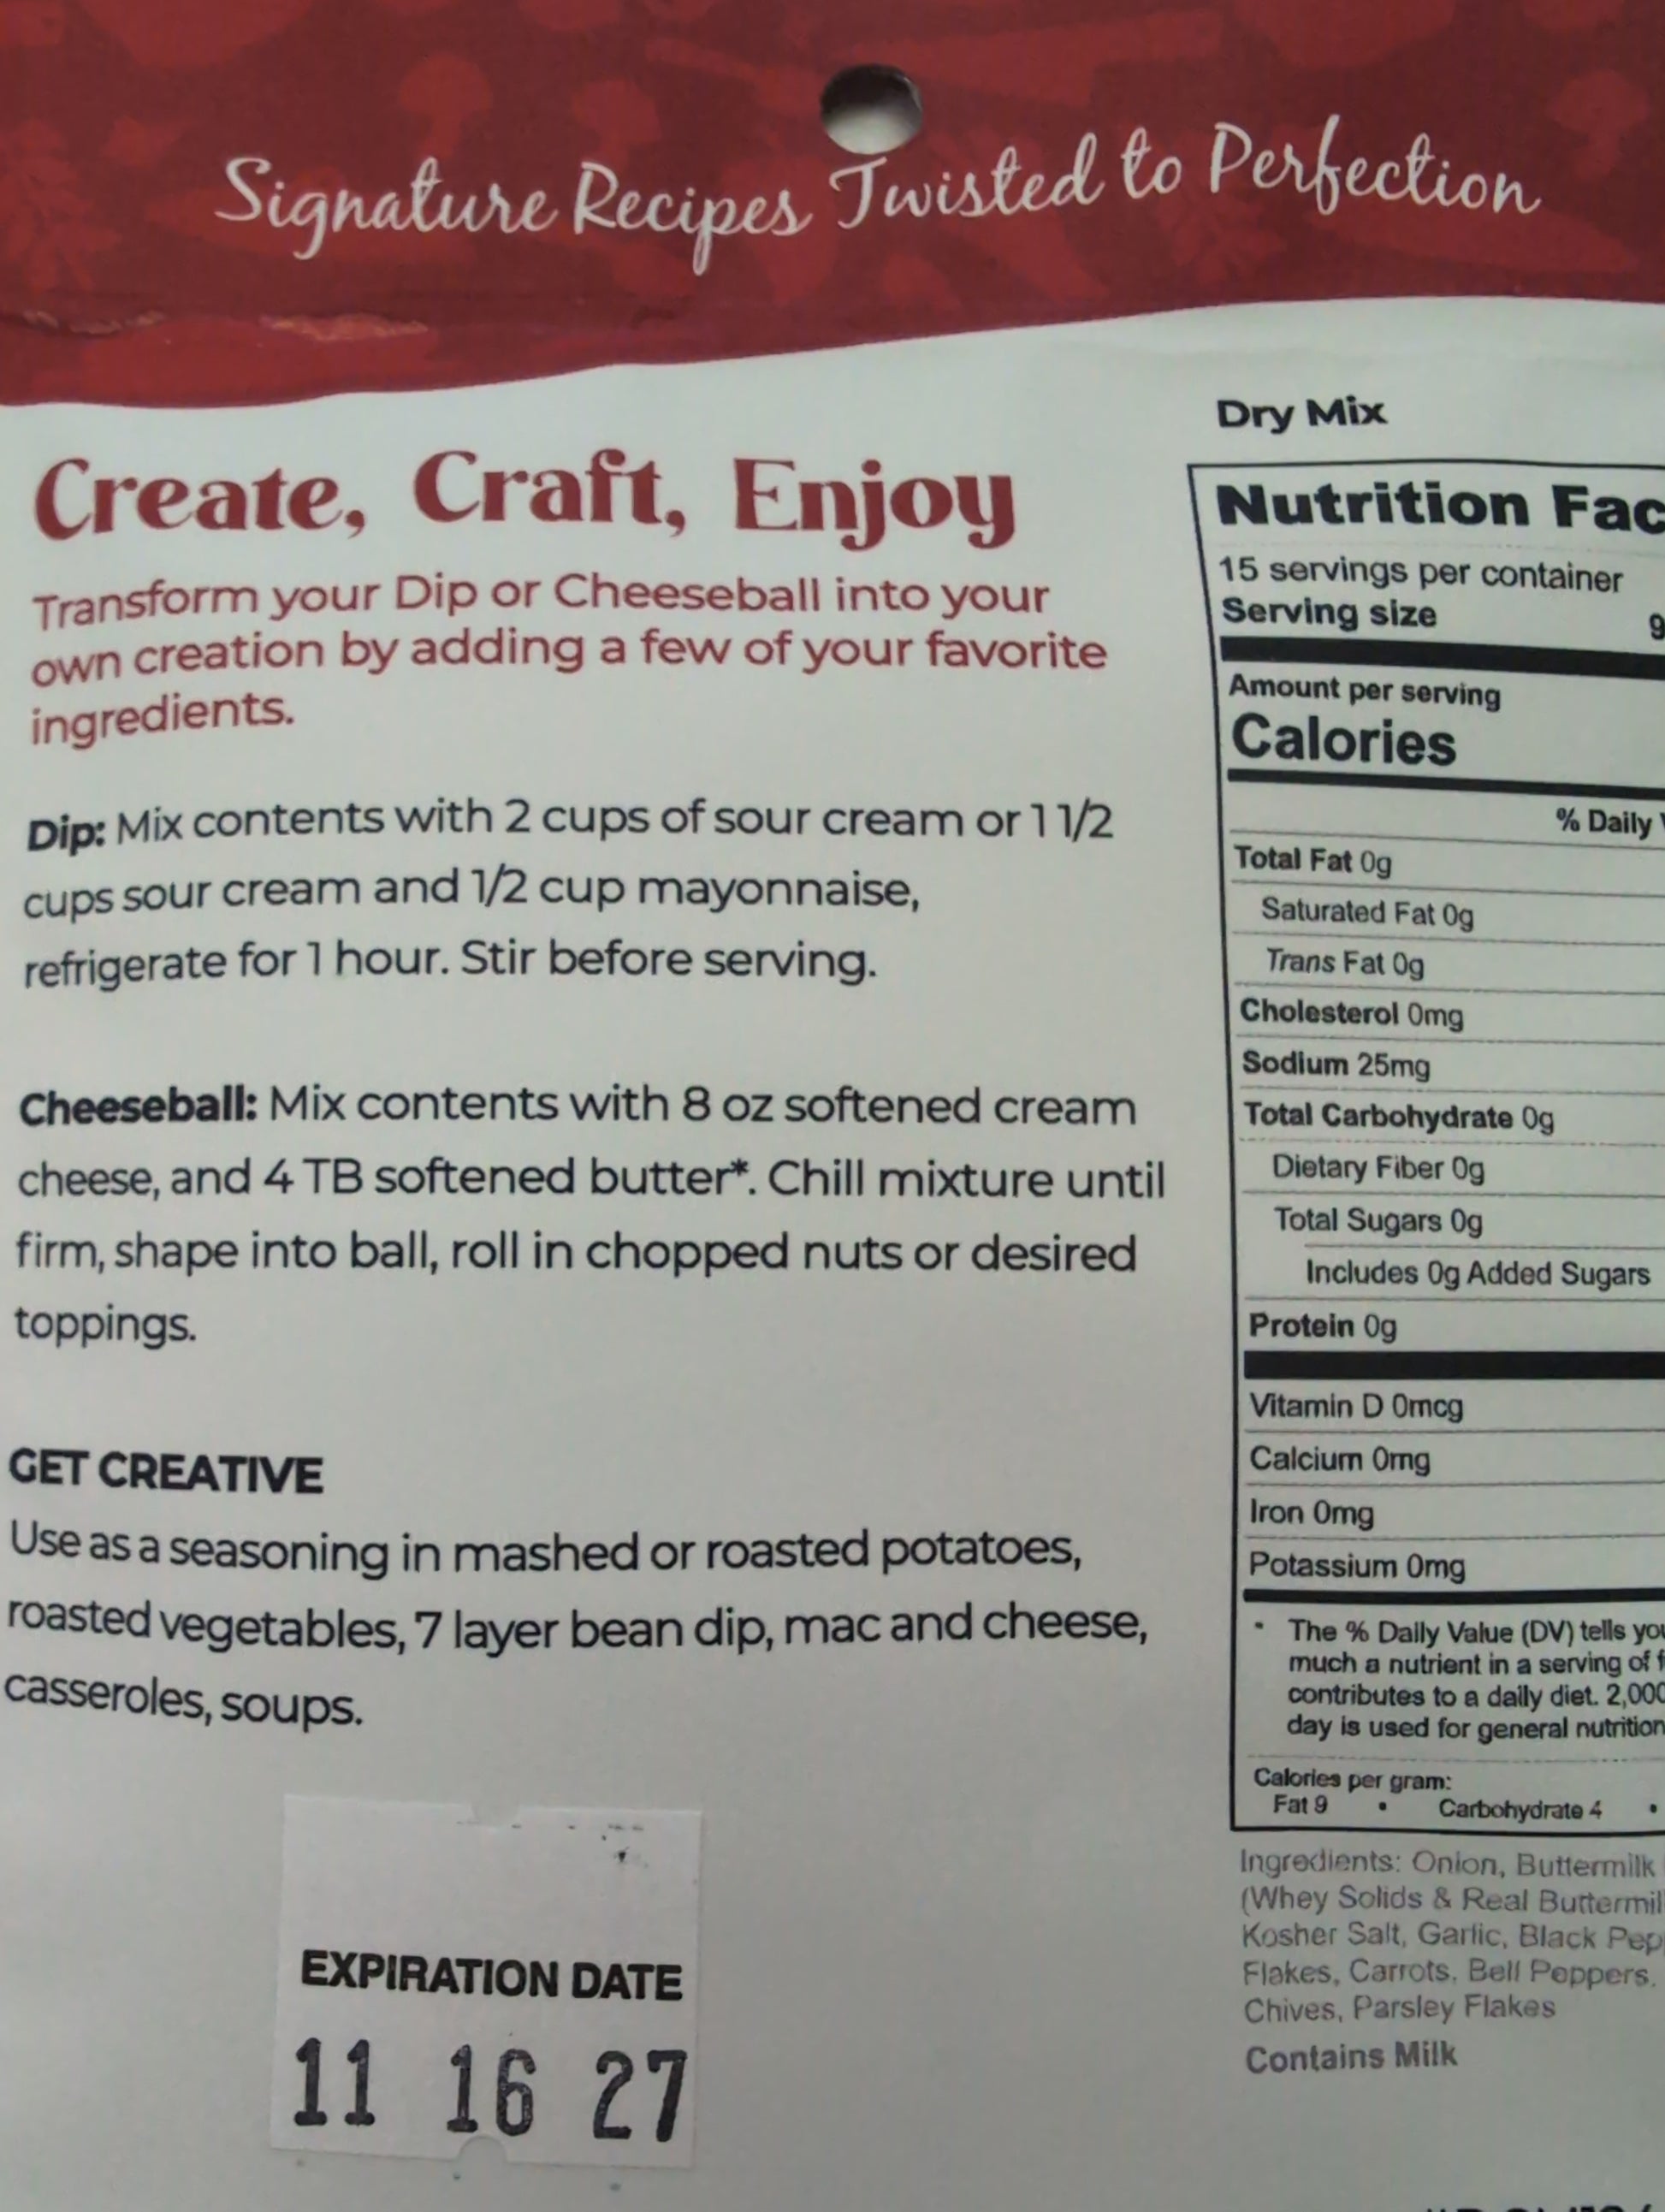 Signature Recipes Twisted to Perfection
Create, Craft, Enjoy
Transform your Dip or Cheeseball into your
own creation by adding a few of your favorite
ingredients.
Dip: Mix contents with 2 cups of sour cream or 1 1/2
cups sour cream and 1/2 cup mayonnaise,
refrigerate for 1 hour. Stir before serving.
Cheeseball: Mix contents with 8 oz softened cream
cheese, and 4 TB softened butter*. Chill mixture until
firm, shape into ball, roll in chopped nuts or desired
toppings.
GET CREATIVE
Use as a seasoning in mashed or roasted potatoes,
roasted vegetables, 7 layer bean dip, mac and cheese,
casseroles, soups.
EXPIRATION DATE
11 16 27
Dry Mix
Nutrition Fac
15 servings per container
Serving size 9
Amount per serving
Calories
% Daily
Total Fat 0g
Saturated Fat 0g
Trans Fat 0g
Cholesterol 0mg
Sodium 25mg
Total Carbohydrate 0g
Dietary Fiber 0g
Total Sugars 0g
Includes 0g Added Sugars
Protein 0g
Vitamin D 0mcg
Calcium 0mg
Iron 0mg
Potassium 0mg
* The % Daily Value (DV) tells you
much a nutrient in a serving of f
contributes to a daily diet. 2,000
day is used for general nutrition
Calories per gram:
Fat 9 • Carbohydrate 4 •
Ingredients: Onion, Buttermilk
(Whey Solids & Real Buttermil
Kosher Salt, Garlic, Black Pep
Flakes, Carrots, Bell Peppers.
Chives, Parsley Flakes
Contains Milk